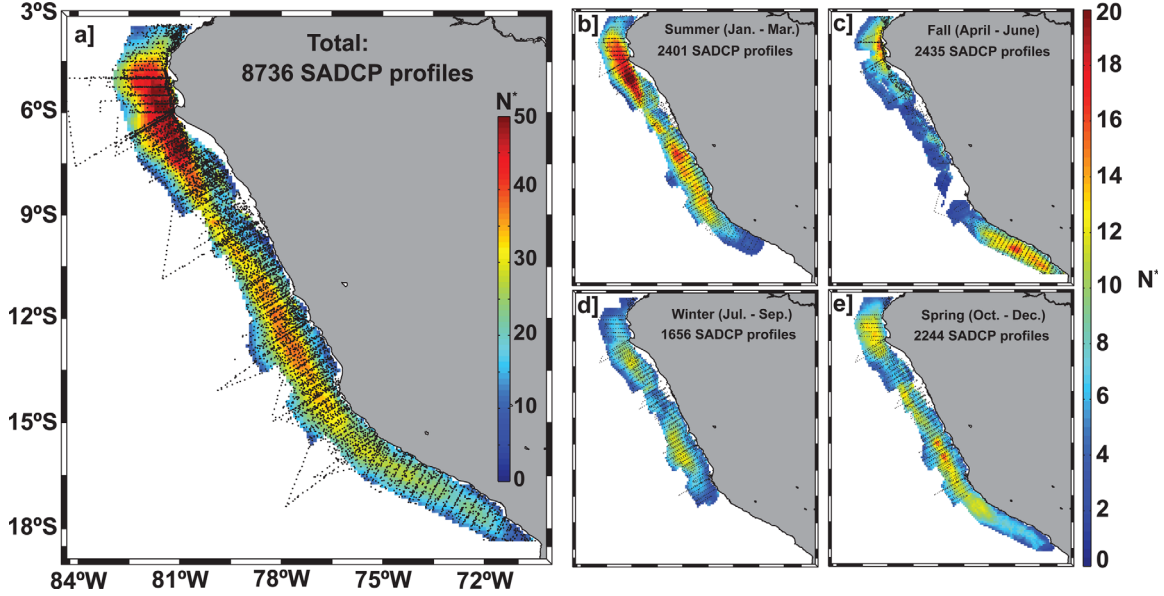 3ºS
6ºS
9ºS
12ºS
15ºS
18ºS
84ºW
81ºW
78ºW
75ºW
72ºW
a]
Total:
8736 SADCP profiles
N*
50
40
30
20
10
0
b]
Summer (Jan. - Mar.)
2401 SADCP profiles
c]
Fall (April - June)
2435 SADCP profiles
d]
Winter (Jul. - Sep.)
1656 SADCP profiles
e]
Spring (Oct. - Dec.)
2244 SADCP profiles
20
18
16
14
12
10
8
6
4
2
0
N*